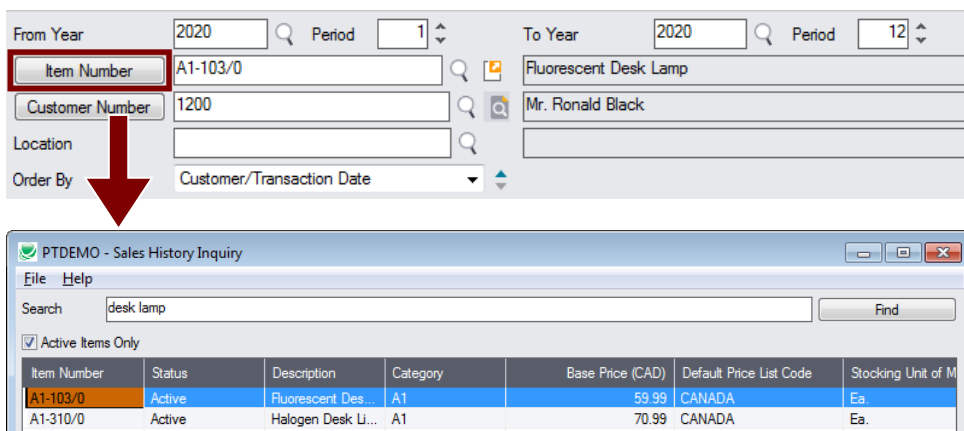 From Year 2020 Period 1 To Year 2020 Period 12
Item Number A1-103/0 Fluorescent Desk Lamp
Customer Number 1200 Mr. Ronald Black
Location
Order By Customer/Transaction Date
PTDEMO - Sales History Inquiry
File Help
Search desk lamp Find
Active Items Only
Item Number Status Description Category Base Price (CAD) Default Price List Code Stocking Unit of M
A1-103/0 Active Fluorescent Des... A1 59.99 CANADA Ea.
A1-310/0 Active Halogen Desk Li... A1 70.99 CANADA Ea.